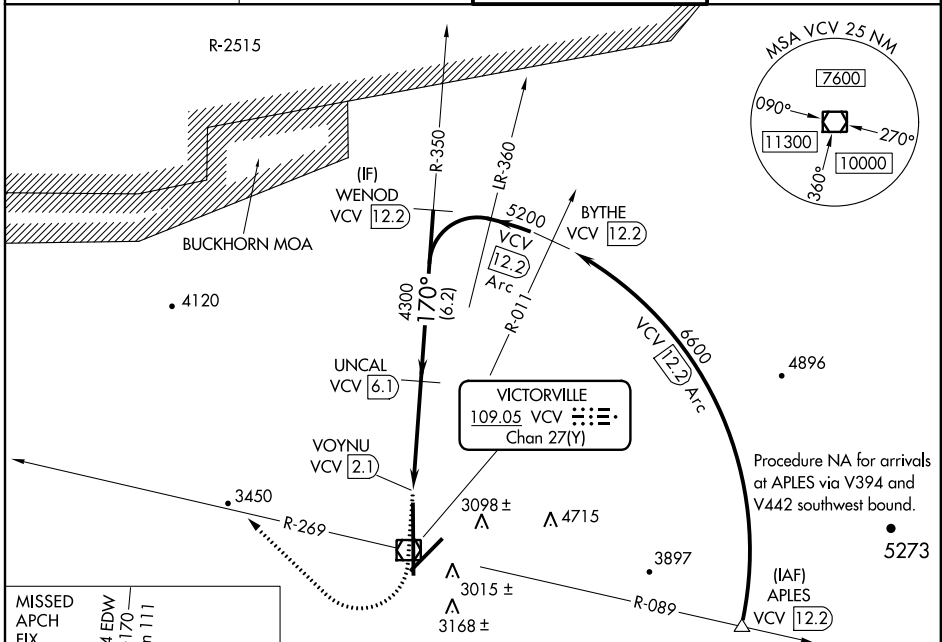 R-2515
MSA VCV 25 NM
7600
090°
270°
11300
10000
360°
R-350
LR-360
(IF)
WENOD
VCV 12.2
5200
VCV
12.2
Arc
BYTHE
VCV 12.2
BUCKHORN MOA
4300
170°
(6.2)
R-011
4120
6600
VCV 12.2 Arc
UNCAL
VCV 6.1
4896
VICTORVILLE
109.05 VCV
Chan 27(Y)
VOYNU
VCV 2.1
Procedure NA for arrivals
at APLES via V394 and
V442 southwest bound.
3450
R-269
3098 ±
4715
5273
3897
3015 ±
R-089
(IAF)
APLES
VCV 12.2
3168 ±
MISSED
APCH
FIX
4 EDW
-170
n 111